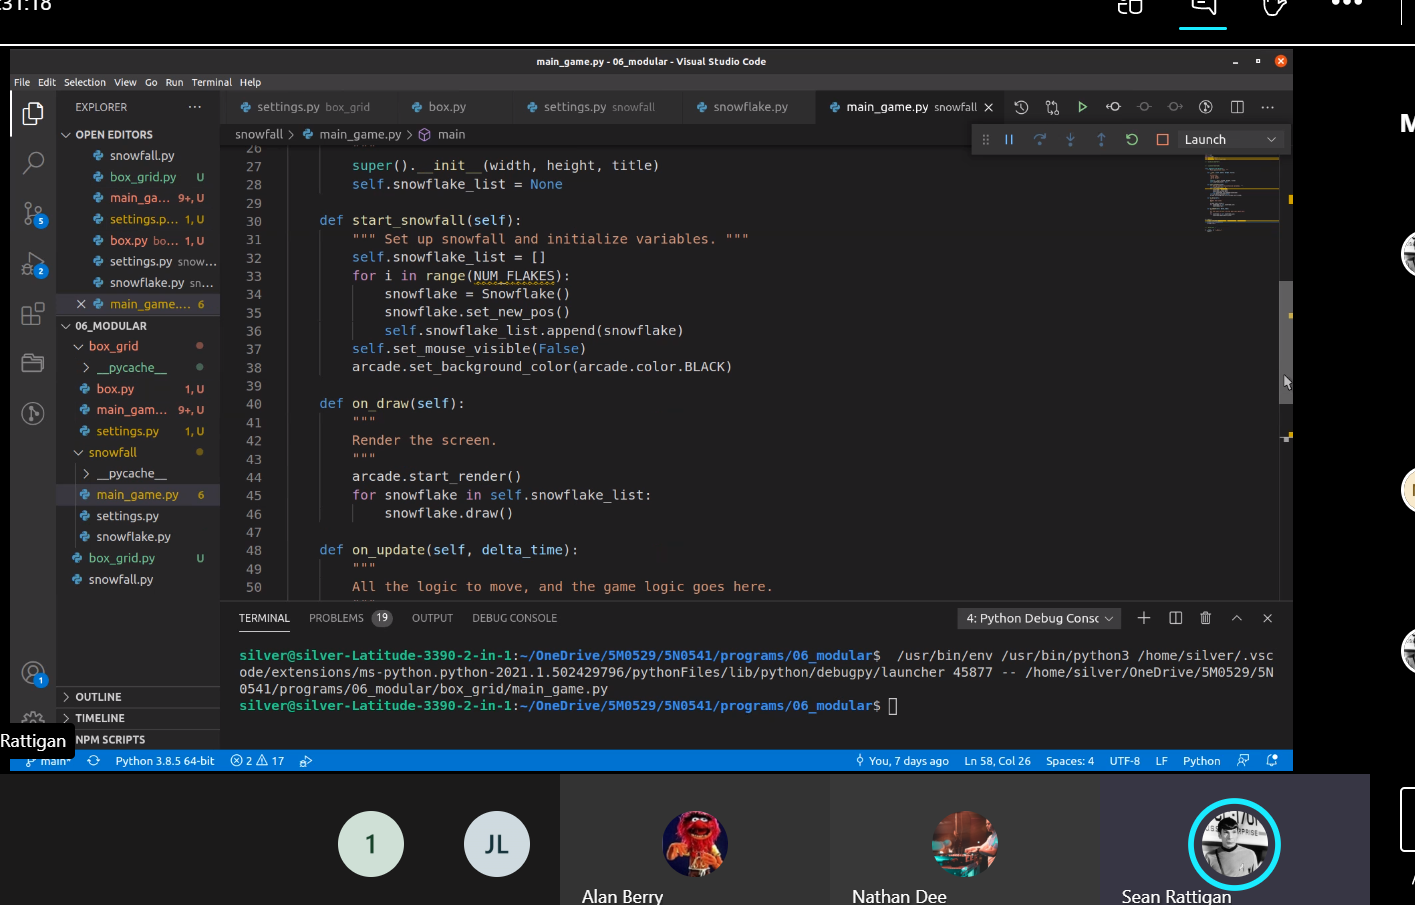 :31:18
main_game.py - 06_modular - Visual Studio Code
File Edit Selection View Go Run Terminal Help
EXPLORER
settings.py box_grid
box.py
settings.py snowfall
snowflake.py
main_game.py snowfall
snowfall > main_game.py > main
Launch
OPEN EDITORS
snowfall.py
box_grid.py U
main_ga... 9+, U
settings.p... 1, U
box.py bo... 1, U
settings.py snow...
snowflake.py sn...
main_game.... 6
06_MODULAR
box_grid
__pycache__
box.py 1, U
main_gam... 9+, U
settings.py 1, U
snowfall
__pycache__
main_game.py 6
settings.py
snowflake.py
box_grid.py U
snowfall.py
OUTLINE
TIMELINE
NPM SCRIPTS
5
2
1
26 """
27 super().__init__(width, height, title)
28 self.snowflake_list = None
29
30 def start_snowfall(self):
31 """ Set up snowfall and initialize variables. """
32 self.snowflake_list = []
33 for i in range(NUM_FLAKES):
34 snowflake = Snowflake()
35 snowflake.set_new_pos()
36 self.snowflake_list.append(snowflake)
37 self.set_mouse_visible(False)
38 arcade.set_background_color(arcade.color.BLACK)
39
40 def on_draw(self):
41 """
42 Render the screen.
43 """
44 arcade.start_render()
45 for snowflake in self.snowflake_list:
46 snowflake.draw()
47
48 def on_update(self, delta_time):
49 """
50 All the logic to move, and the game logic goes here.
TERMINAL PROBLEMS 19 OUTPUT DEBUG CONSOLE
4: Python Debug Consc
silver@silver-Latitude-3390-2-in-1:~/OneDrive/5M0529/5N0541/programs/06_modular$ /usr/bin/env /usr/bin/python3 /home/silver/.vsc
ode/extensions/ms-python.python-2021.1.502429796/pythonFiles/lib/python/debugpy/launcher 45877 -- /home/silver/OneDrive/5M0529/5N
0541/programs/06_modular/box_grid/main_game.py
silver@silver-Latitude-3390-2-in-1:~/OneDrive/5M0529/5N0541/programs/06_modular$
Rattigan
main* Python 3.8.5 64-bit 2 17
You, 7 days ago Ln 58, Col 26 Spaces: 4 UTF-8 LF Python
1
JL
Alan Berry
Nathan Dee
Sean Rattigan
M